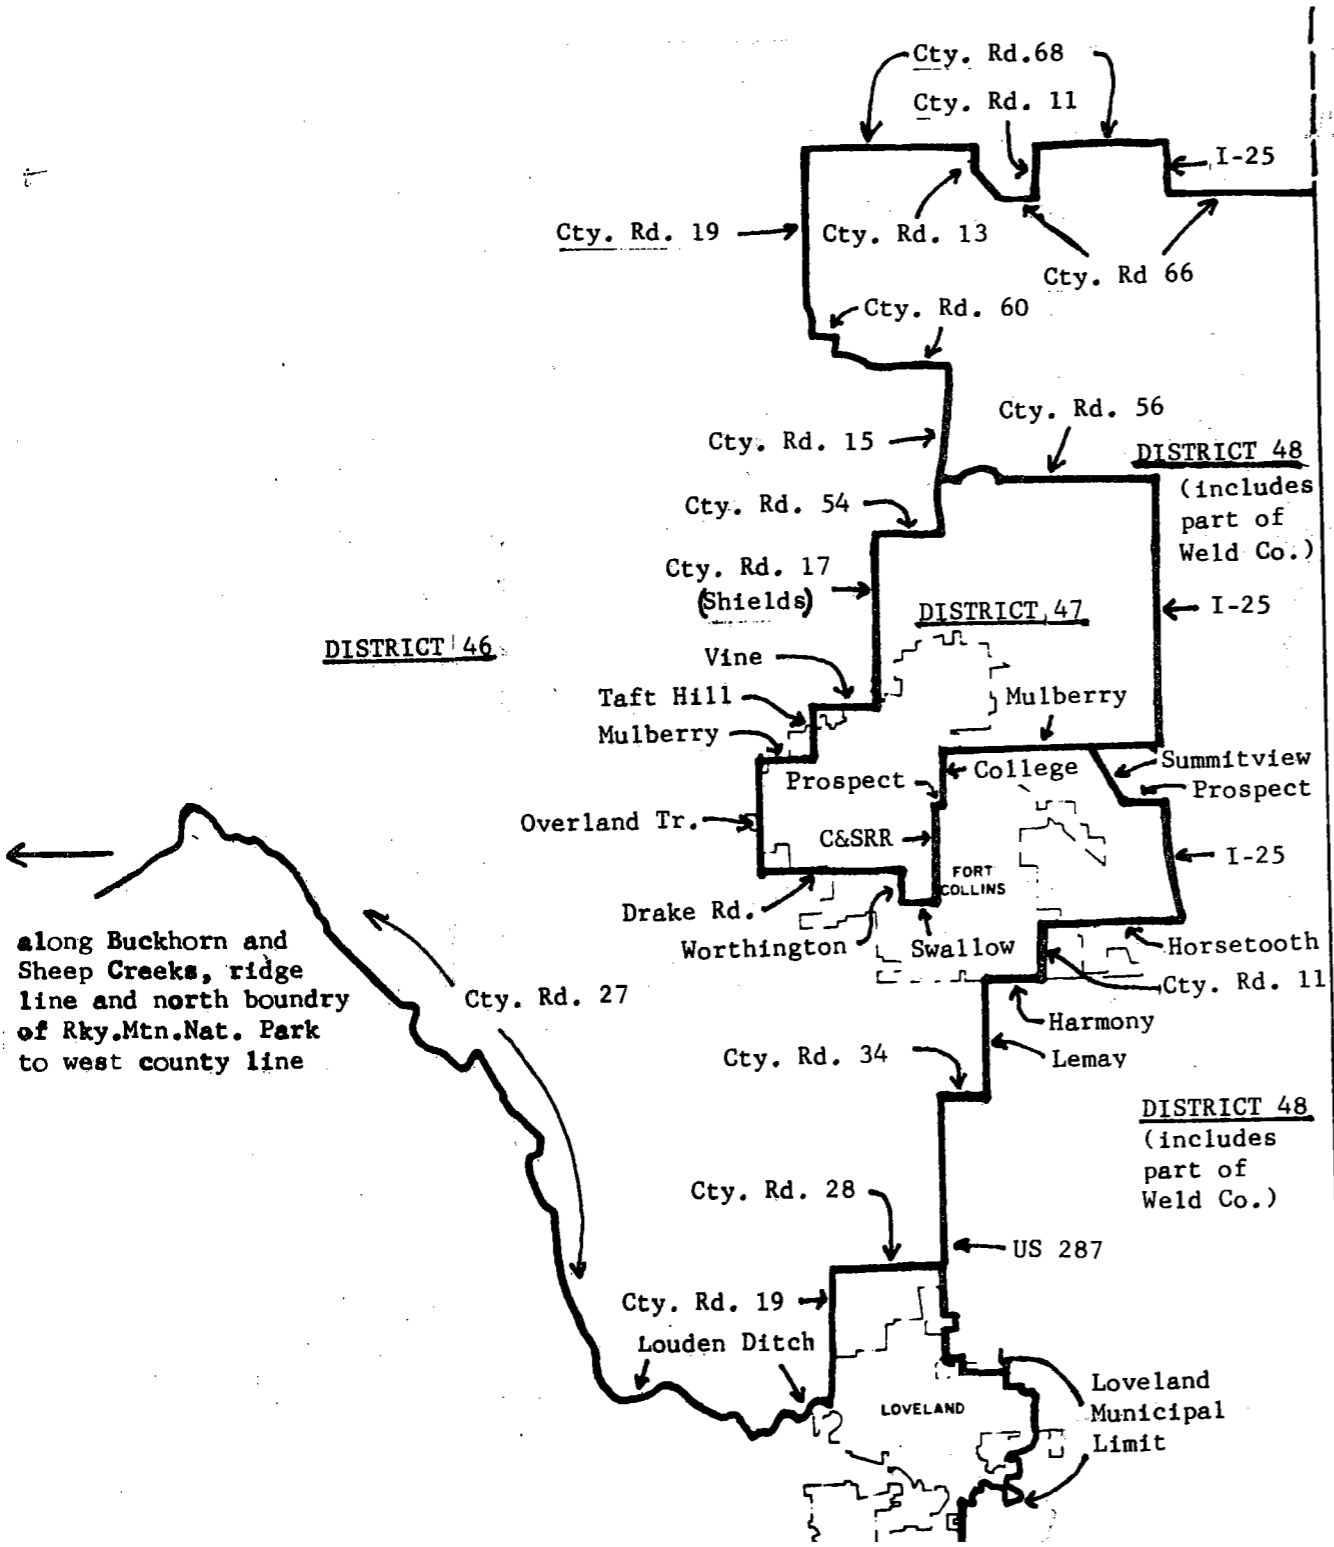 Cty. Rd.68
Cty. Rd. 11
I-25
Cty. Rd. 19
Cty. Rd. 13
Cty. Rd 66
Cty. Rd. 60
Cty. Rd. 56
Cty. Rd. 15
DISTRICT 48
(includes
part of
Weld Co.)
Cty. Rd. 54
Cty. Rd. 17
(Shields)
I-25
DISTRICT 47
DISTRICT 46
Vine
Taft Hill
Mulberry
Mulberry
Summitview
Prospect
College
Prospect
Overland Tr.
C&SRR
I-25
FORT
COLLINS
Drake Rd.
Worthington
Swallow
Horsetooth
along Buckhorn and
Sheep Creeks, ridge
line and north boundry
of Rky.Mtn.Nat. Park
to west county line
Cty. Rd. 27
Cty. Rd. 11
Harmony
Lemay
Cty. Rd. 34
DISTRICT 48
(includes
part of
Weld Co.)
Cty. Rd. 28
US 287
Cty. Rd. 19
Louden Ditch
LOVELAND
Loveland
Municipal
Limit